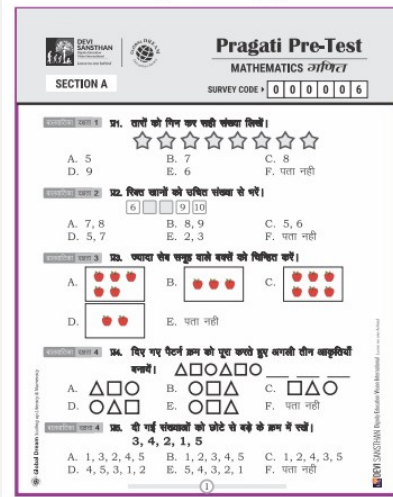 DEVI
SANSTHAN
GLOBAL DREAM
Pragati Pre-Test
MATHEMATICS गणित
SECTION A
SURVEY CODE 0 0 0 0 0 6
प्र1. तारों को गिन कर सही संख्या लिखें।
A. 5 B. 7 C. 8
D. 9 E. 6 F. पता नही
प्र2. रिक्त खानों को उचित संख्या से भरें।
6 9 10
A. 7, 8 B. 8, 9 C. 5, 6
D. 5, 7 E. 2, 3 F. पता नही
प्र3. ज्यादा सेब समूह वाले बक्सें को चिन्हित करें।
A. B. C.
D. E. पता नही
प्र4. दिए गए पैटर्न क्रम को पूरा करते हुए अगली तीन आकृतियाँ
बनायें।
A. B. C.
D. E. F. पता नही
प्र5. दी गई संख्याओं को छोटे से बड़े के क्रम में रखें।
3, 4, 2, 1, 5
A. 1, 3, 2, 4, 5 B. 1, 2, 3, 4, 5 C. 1, 2, 4, 3, 5
D. 4, 5, 3, 1, 2 E. 5, 4, 3, 2, 1 F. पता नही
1
Global Dream
DEVI SANSTHAN